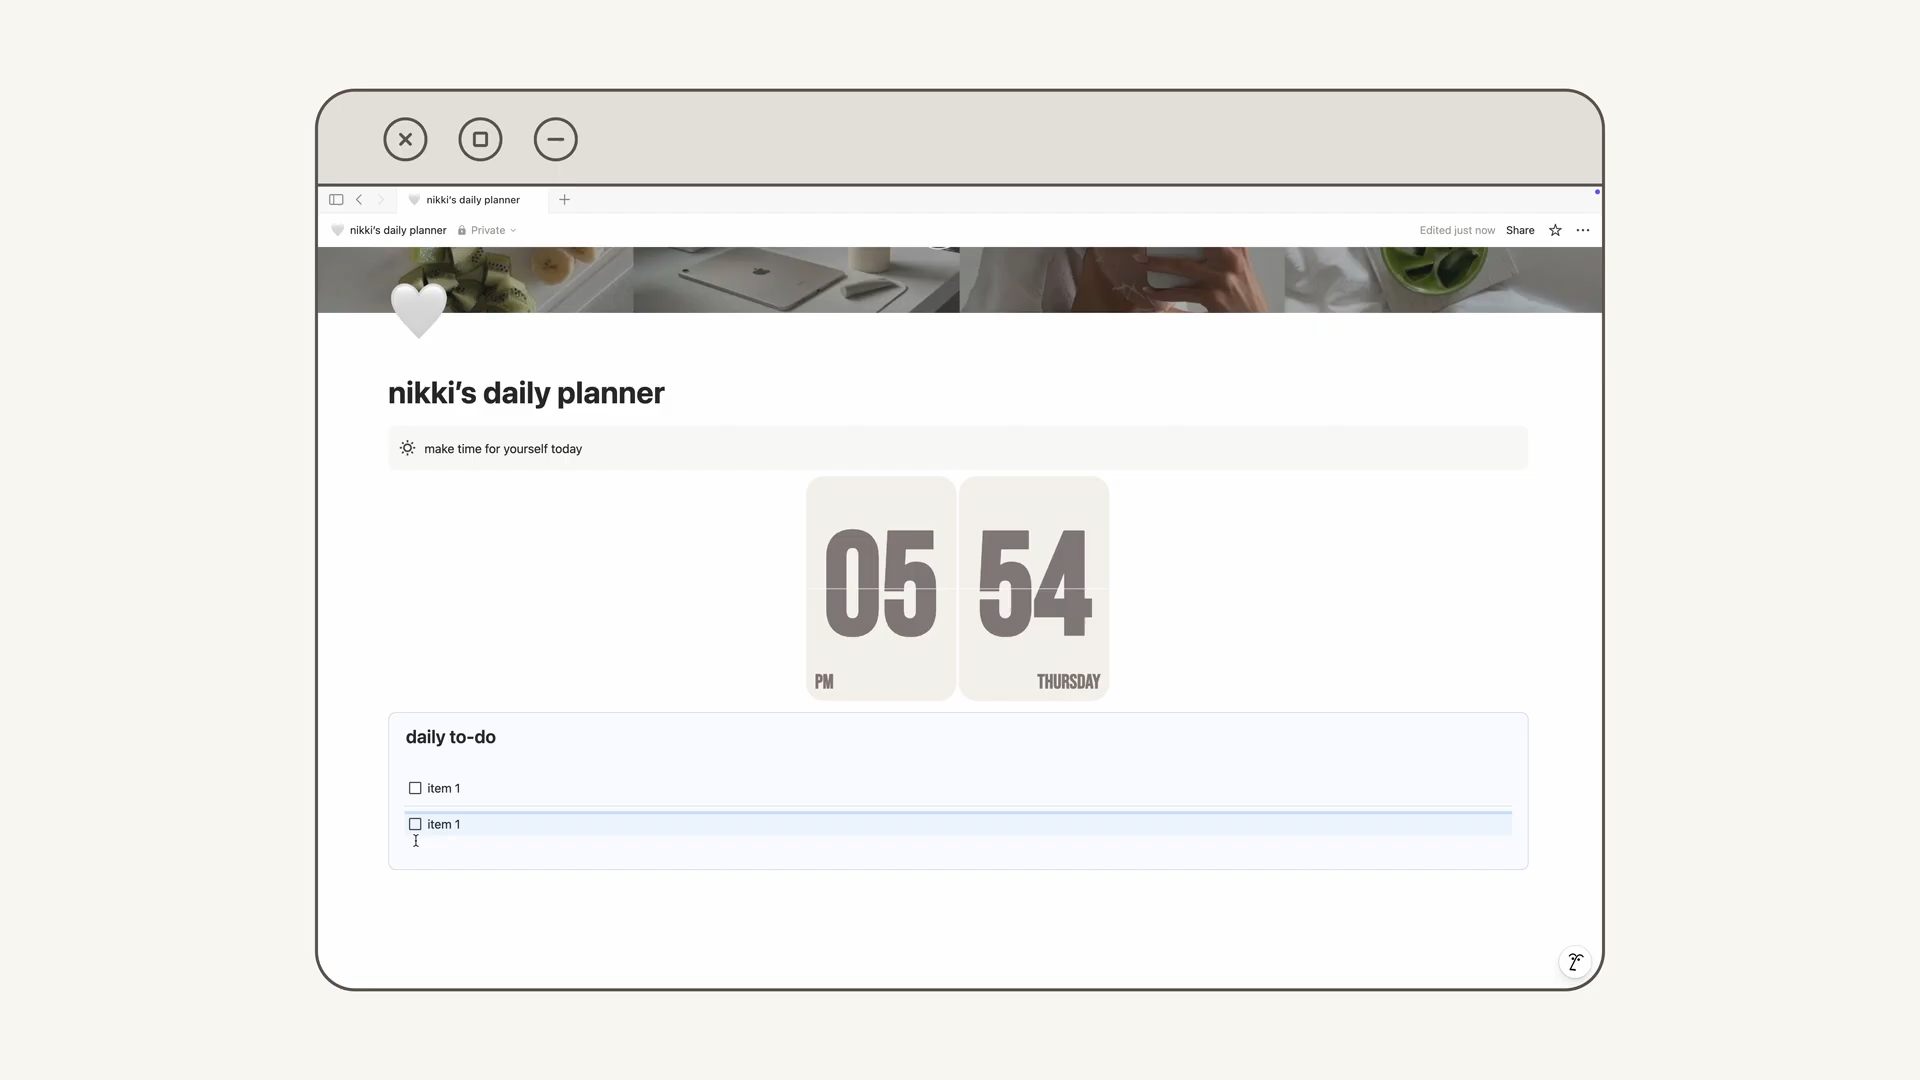 nikki's daily planner
nikki's daily planner Private Edited just now Share
nikki's daily planner
make time for yourself today
05 54
PM THURSDAY
daily to-do
item 1
item 1